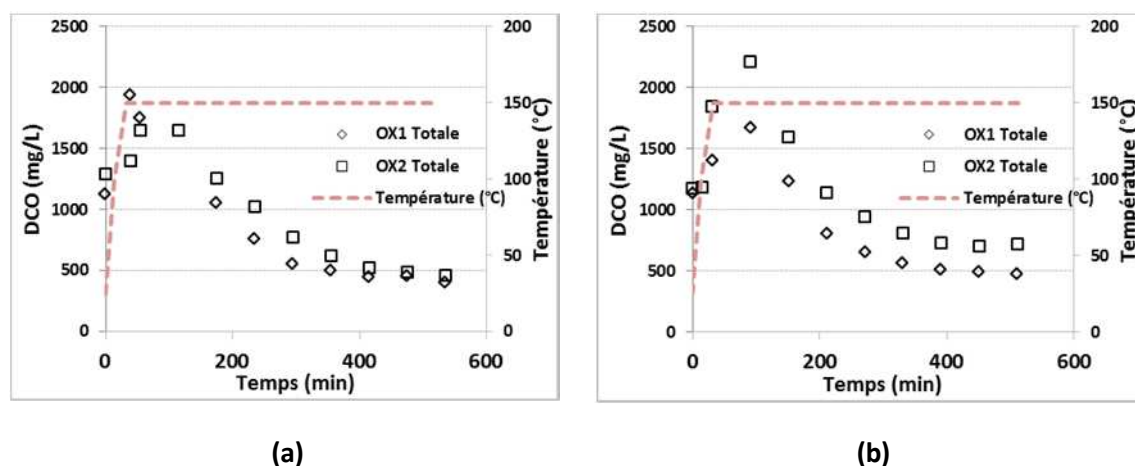 2500
2000
1500
1000
500
0
DCO (mg/L)
200
150
100
50
0
Température (°C)
OX1 Totale
OX2 Totale
Température (°C)
0
200
400
600
Temps (min)
(a)
2500
2000
1500
1000
500
0
DCO (mg/L)
200
150
100
50
0
Température (°C)
OX1 Totale
OX2 Totale
Température (°C)
0
200
400
600
Temps (min)
(b)